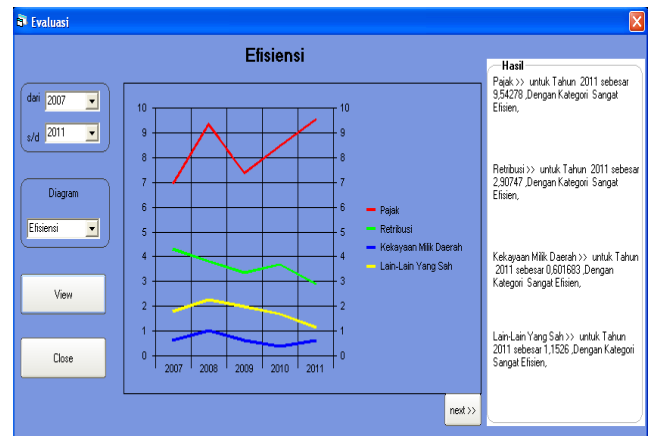 Evaluasi
Efisiensi
dari 2007
s/d 2011
Diagram
Efisiensi
View
Close
10 10
9 9
8 8
7 7
6 6
5 5
4 4
3 3
2 2
1 1
0 0
2007 2008 2009 2010 2011
Pajak
Retribusi
Kekayaan Milik Daerah
Lain-Lain Yang Sah
next >>
Hasil
Pajak >> untuk Tahun 2011 sebesar
9,54278 ,Dengan Kategori Sangat
Efisien,
Retribusi >> untuk Tahun 2011 sebesar
2,90747 ,Dengan Kategori Sangat
Efisien,
Kekayaan Milik Daerah >> untuk Tahun
2011 sebesar 0,601683 ,Dengan
Kategori Sangat Efisien,
Lain-Lain Yang Sah >> untuk Tahun
2011 sebesar 1,1526 ,Dengan Kategori
Sangat Efisien,